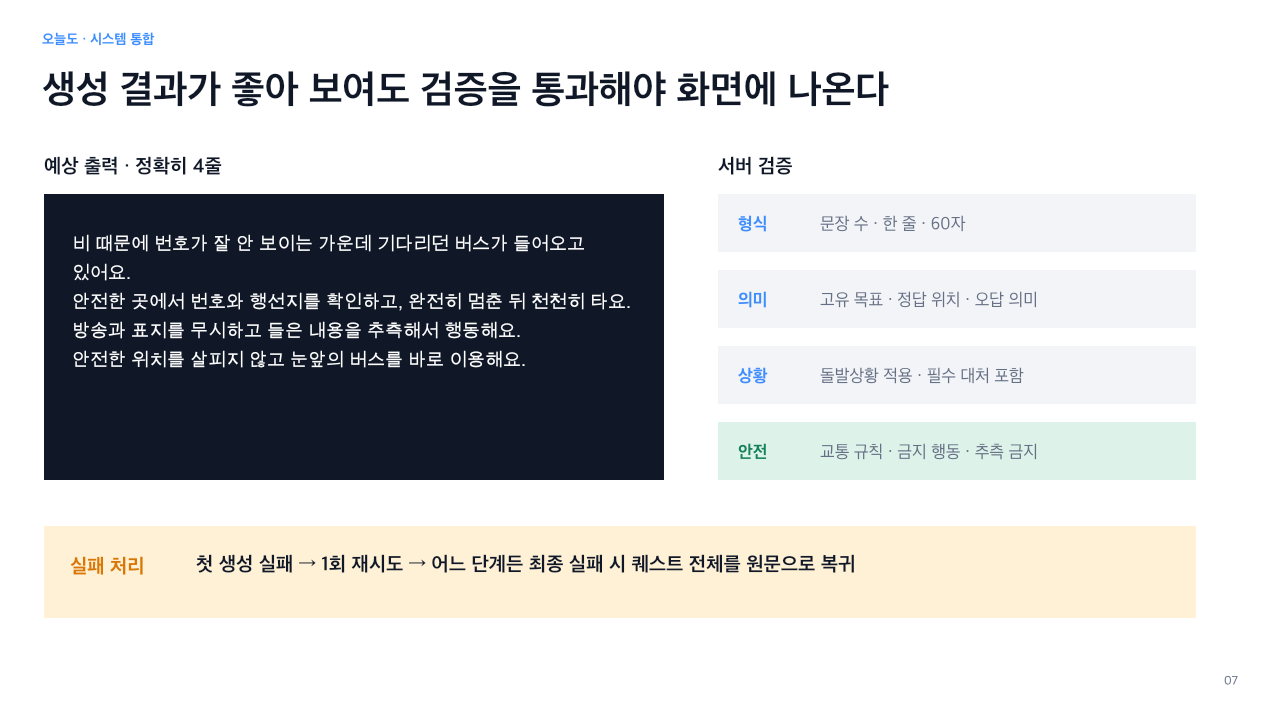 오늘도 · 시스템 통합
생성 결과가 좋아 보여도 검증을 통과해야 화면에 나온다
예상 출력 · 정확히 4줄
비 때문에 번호가 잘 안 보이는 가운데 기다리던 버스가 들어오고
있어요.
안전한 곳에서 번호와 행선지를 확인하고, 완전히 멈춘 뒤 천천히 타요.
방송과 표지를 무시하고 들은 내용을 추측해서 행동해요.
안전한 위치를 살피지 않고 눈앞의 버스를 바로 이용해요.
서버 검증
형식 문장 수 · 한 줄 · 60자
의미 고유 목표 · 정답 위치 · 오답 의미
상황 돌발상황 적용 · 필수 대처 포함
안전 교통 규칙 · 금지 행동 · 추측 금지
실패 처리 첫 생성 실패 → 1회 재시도 → 어느 단계든 최종 실패 시 퀘스트 전체를 원문으로 복귀
07